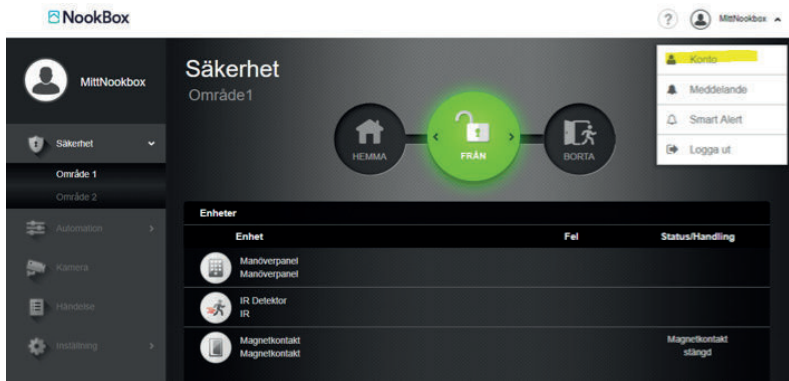 NookBox
? MittNookbox
MittNookbox
Säkerhet
Område 1
Område 2
Automation
Kamera
Händelse
Inställning
Säkerhet
Område1
HEMMA
FRÅN
BORTA
Konto
Meddelande
Smart Alert
Logga ut
Enheter
Enhet Fel Status/Handling
Manöverpanel
Manöverpanel
IR Detektor
IR
Magnetkontakt
Magnetkontakt
Magnetkontakt
stängd